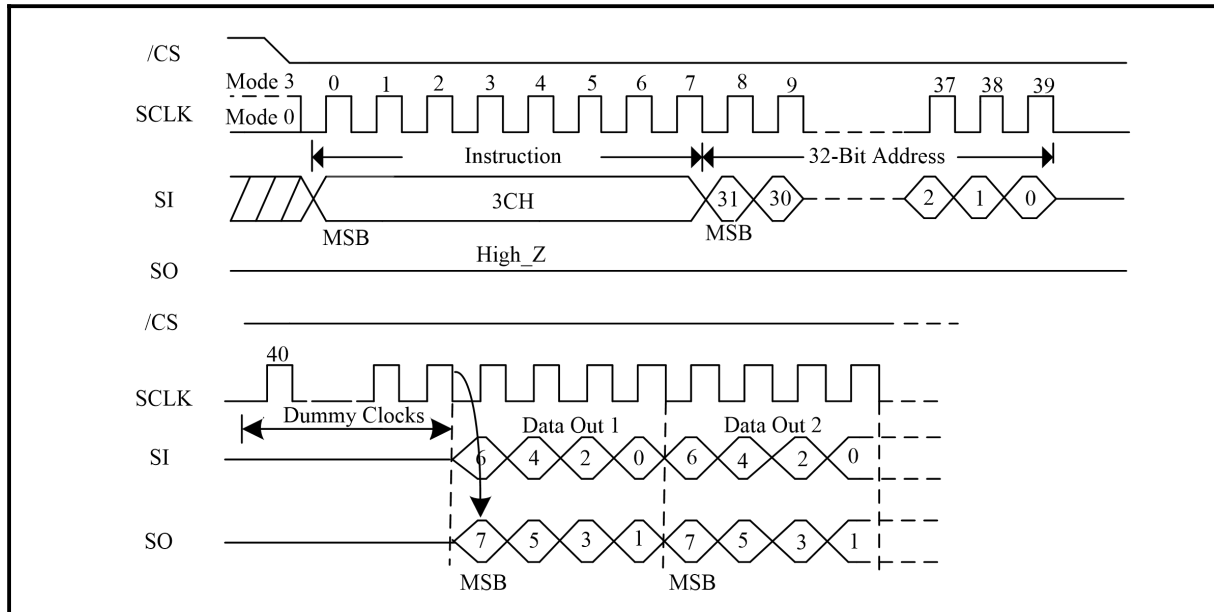 /CS
Mode 3 0 1 2 3 4 5 6 7 8 9 37 38 39
SCLK
Mode 0
Instruction 32-Bit Address
SI 3CH 31 30 2 1 0
MSB MSB
High_Z
SO
/CS
40
SCLK
Dummy Clocks Data Out 1 Data Out 2
SI 6 4 2 0 6 4 2 0
SO 7 5 3 1 7 5 3 1
MSB MSB